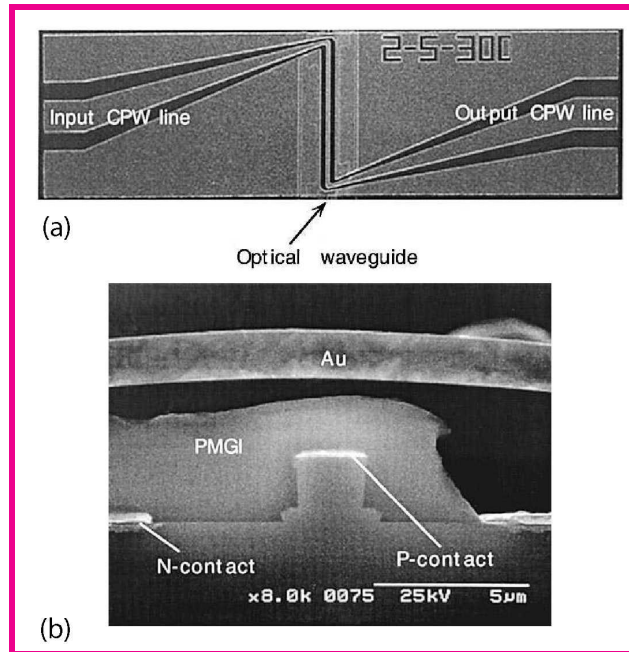 2-5-300
Input CPW line
Output CPW line
(a)
Optical waveguide
Au
PMGI
N-contact
P-contact
x8.0k 0075 25kV 5μm
(b)